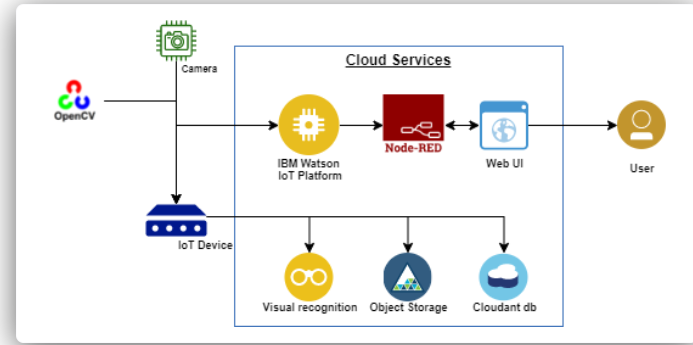 Cloud Services
Camera
OpenCV
IBM Watson
IoT Platform
Node-RED
Web UI
User
IoT Device
Visual recognition
Object Storage
Cloudant db